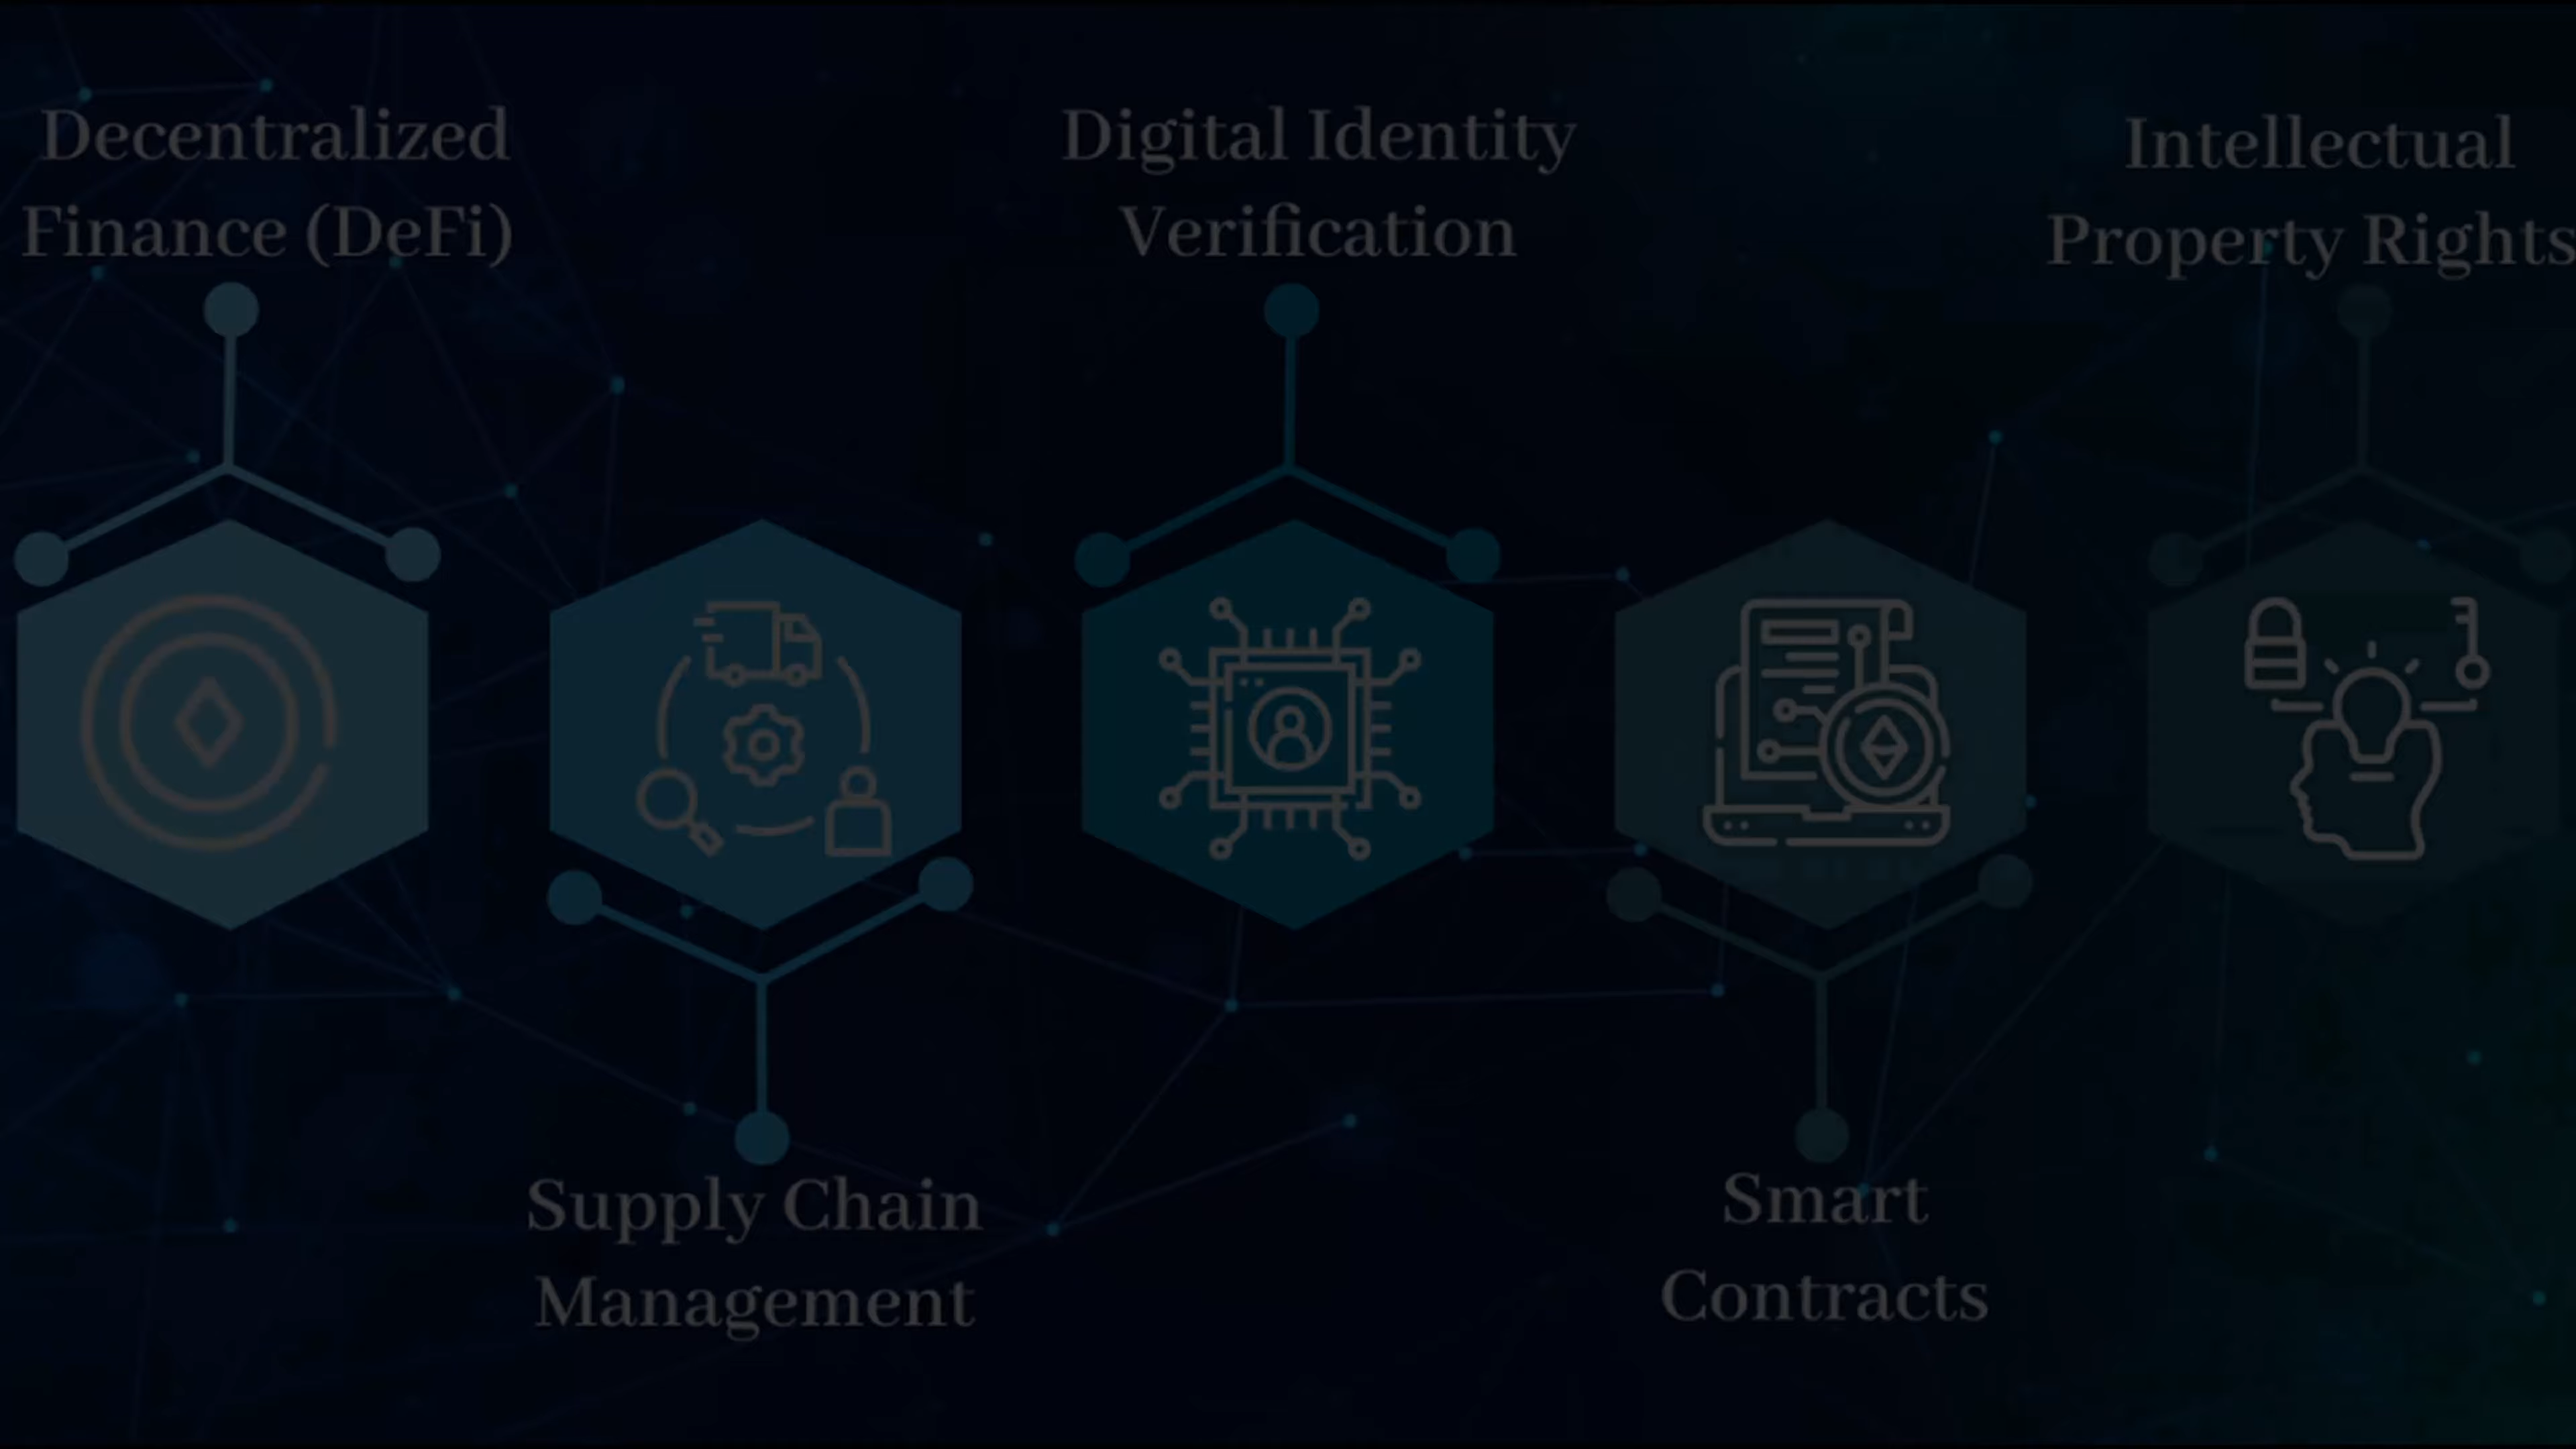 Decentralized
Finance (DeFi)
Digital Identity
Verification
Intellectual
Property Rights
Supply Chain
Management
Smart
Contracts